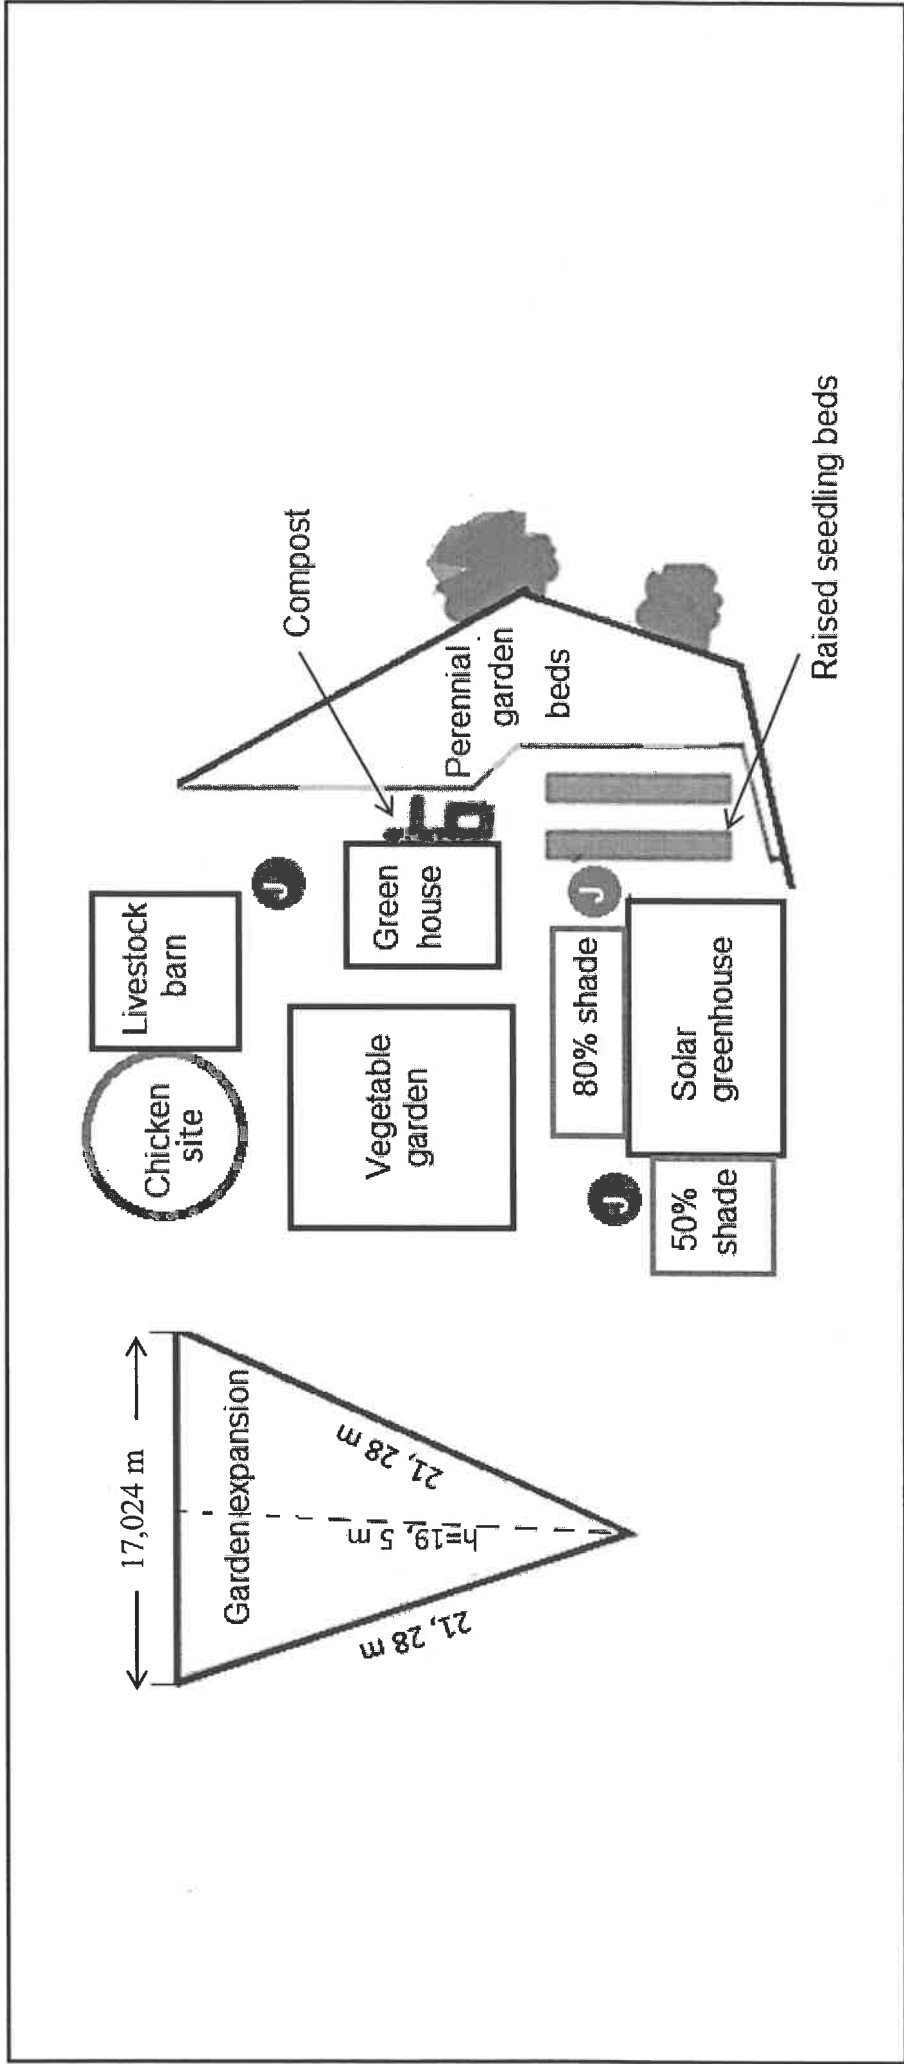 17,024 m
Garden expansion
21, 28 m
h=19, 5 m
21, 28 m
Chicken
site
Livestock
barn
J
Vegetable
garden
Green
house
Compost
Perennial
garden
beds
J
50%
shade
80% shade
J
Solar
greenhouse
Raised seedling beds